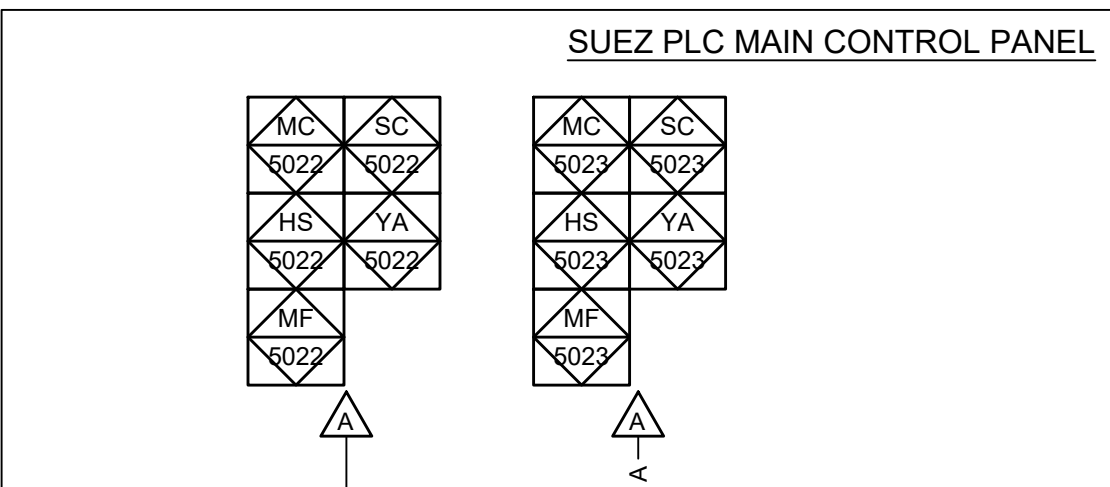 SUEZ PLC MAIN CONTROL PANEL
MC SC MC SC
5022 5022 5023 5023
HS YA HS YA
5022 5022 5023 5023
MF MF
5022 5023
A A
A